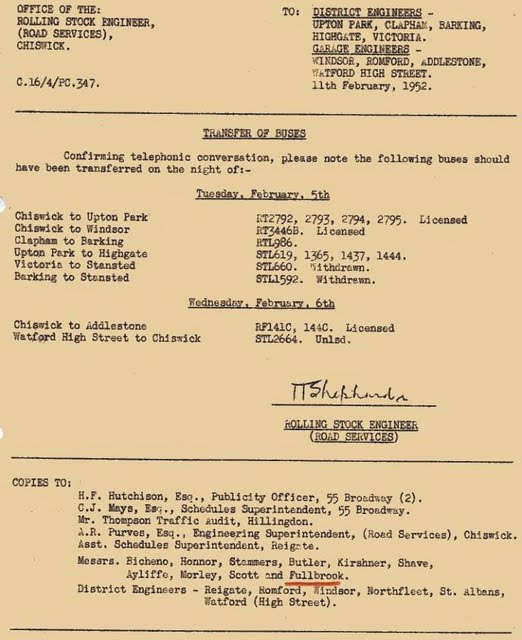 OFFICE OF THE:
ROLLING STOCK ENGINEER,
(ROAD SERVICES),
CHISWICK.
C.16/4/PC.347.
TO: DISTRICT ENGINEERS -
UPTON PARK, CLAPHAM, BARKING,
HIGHGATE, VICTORIA.
GARAGE ENGINEERS -
WINDSOR, ROMFORD, ADDLESTONE,
WATFORD HIGH STREET.
11th February, 1952.
TRANSFER OF BUSES
Confirming telephonic conversation, please note the following buses should
have been transferred on the night of:-
Tuesday, February, 5th
Chiswick to Upton Park RT2792, 2793, 2794, 2795. Licensed
Chiswick to Windsor RT3446B. Licensed
Clapham to Barking RTL986.
Upton Park to Highgate STL619, 1365, 1437, 1444.
Victoria to Stansted STL660. Withdrawn.
Barking to Stansted STL1592. Withdrawn.
Wednesday, February, 6th
Chiswick to Addlestone RF141C, 144C. Licensed
Watford High Street to Chiswick STL2664. Unlsd.
TTShephard
ROLLING STOCK ENGINEER
(ROAD SERVICES)
COPIES TO:
H.F. Hutchison, Esq., Publicity Officer, 55 Broadway (2).
C.J. Mays, Esq., Schedules Superintendent, 55 Broadway.
Mr. Thompson Traffic Audit, Hillingdon.
A.R. Purves, Esq., Engineering Superintendent, (Road Services), Chiswick.
Asst. Schedules Superintendent, Reigate.
Messrs. Bicheno, Honnor, Stammers, Butler, Kirshner, Shave,
Ayliffe, Morley, Scott and Fullbrook.
District Engineers - Reigate, Romford, Windsor, Northfleet, St. Albans,
Watford (High Street).